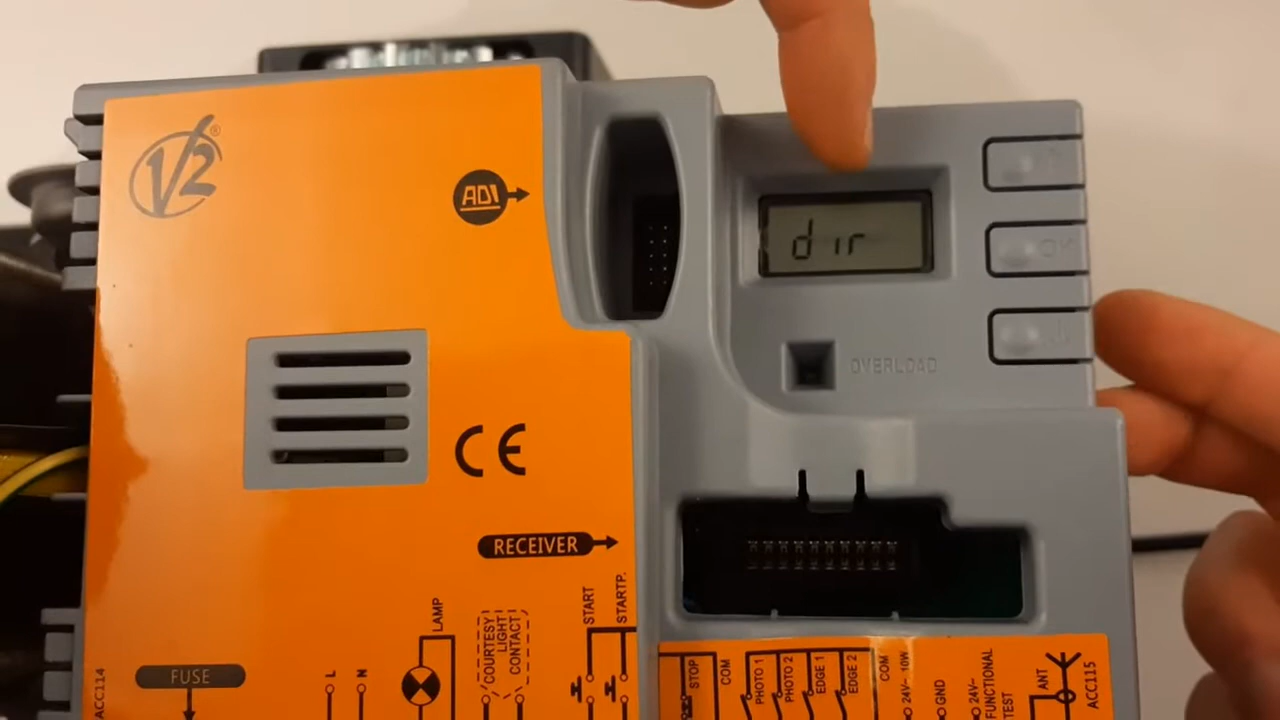 V2®
ADI
dir
OK
OVERLOAD
CE
RECEIVER
START
STARTP.
LAMP
COURTESY
LIGHT
CONTACT
FUSE
L
N
STOP
COM
PHOTO 1
PHOTO 2
EDGE 1
EDGE 2
COM
24V~ 10W
GND
24V~
FUNCTIONAL
TEST
ANT
ACC114
ACC115